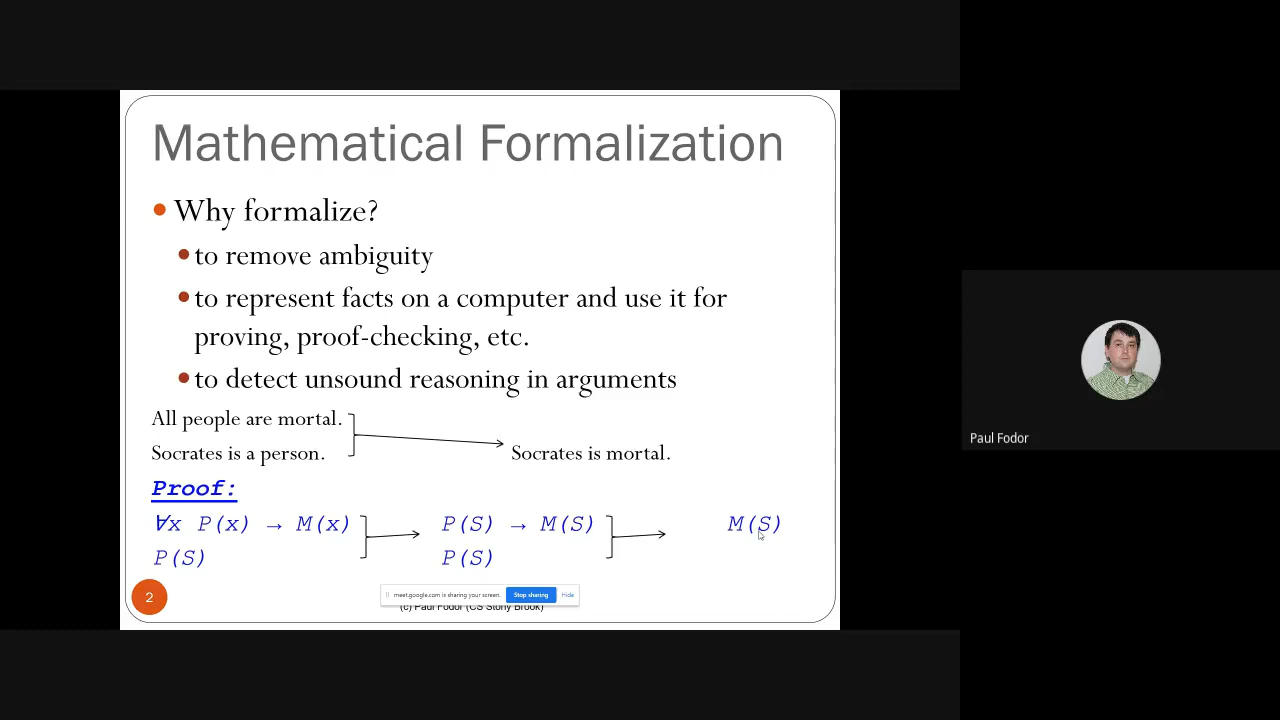 Mathematical Formalization
• Why formalize?
• to remove ambiguity
• to represent facts on a computer and use it for
proving, proof-checking, etc.
• to detect unsound reasoning in arguments
All people are mortal.
Socrates is a person. Socrates is mortal.
Proof:
∀x P(x) → M(x) P(S) → M(S) M(S)
P(S) P(S)
2
meet.google.com is sharing your screen. Stop sharing Hide
(c) Paul Fodor (CS Stony Brook)
Paul Fodor